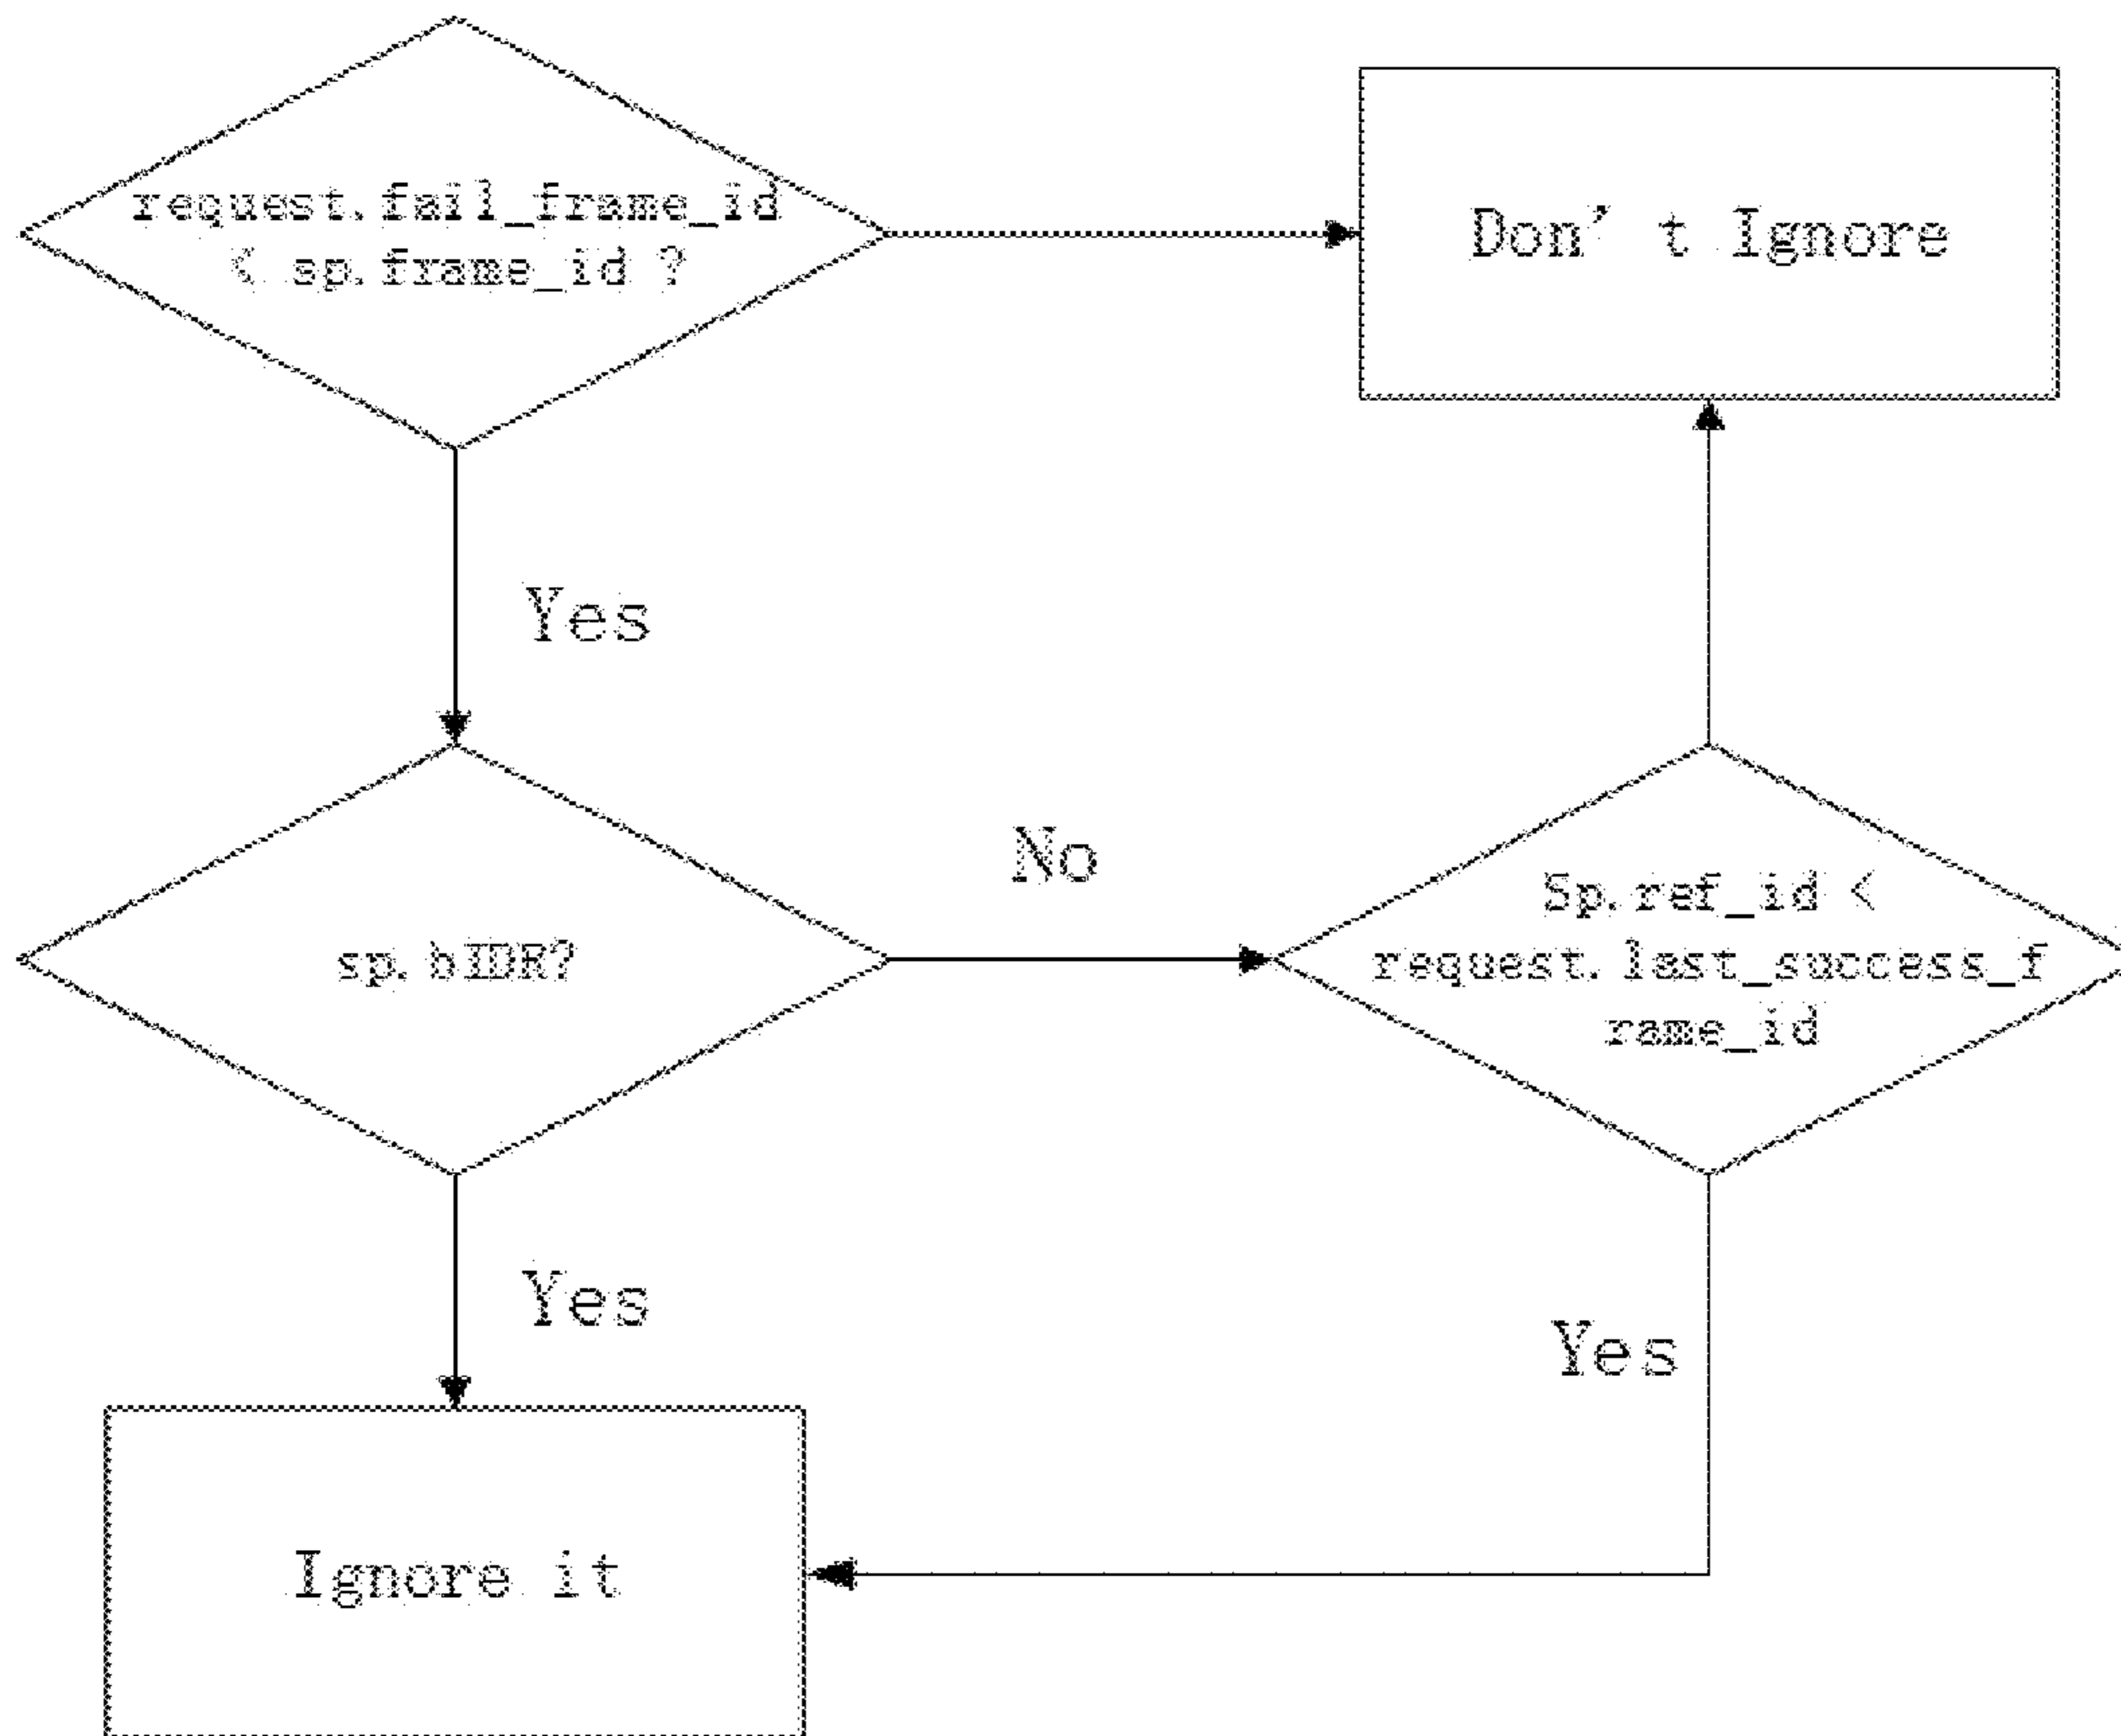 request.fail_frame_id
< sp.frame_id ?
Don't Ignore
Yes
No
sp.bIDR?
Sp.ref_id <
request.last_success_f
rame_id
Yes
Yes
Ignore it